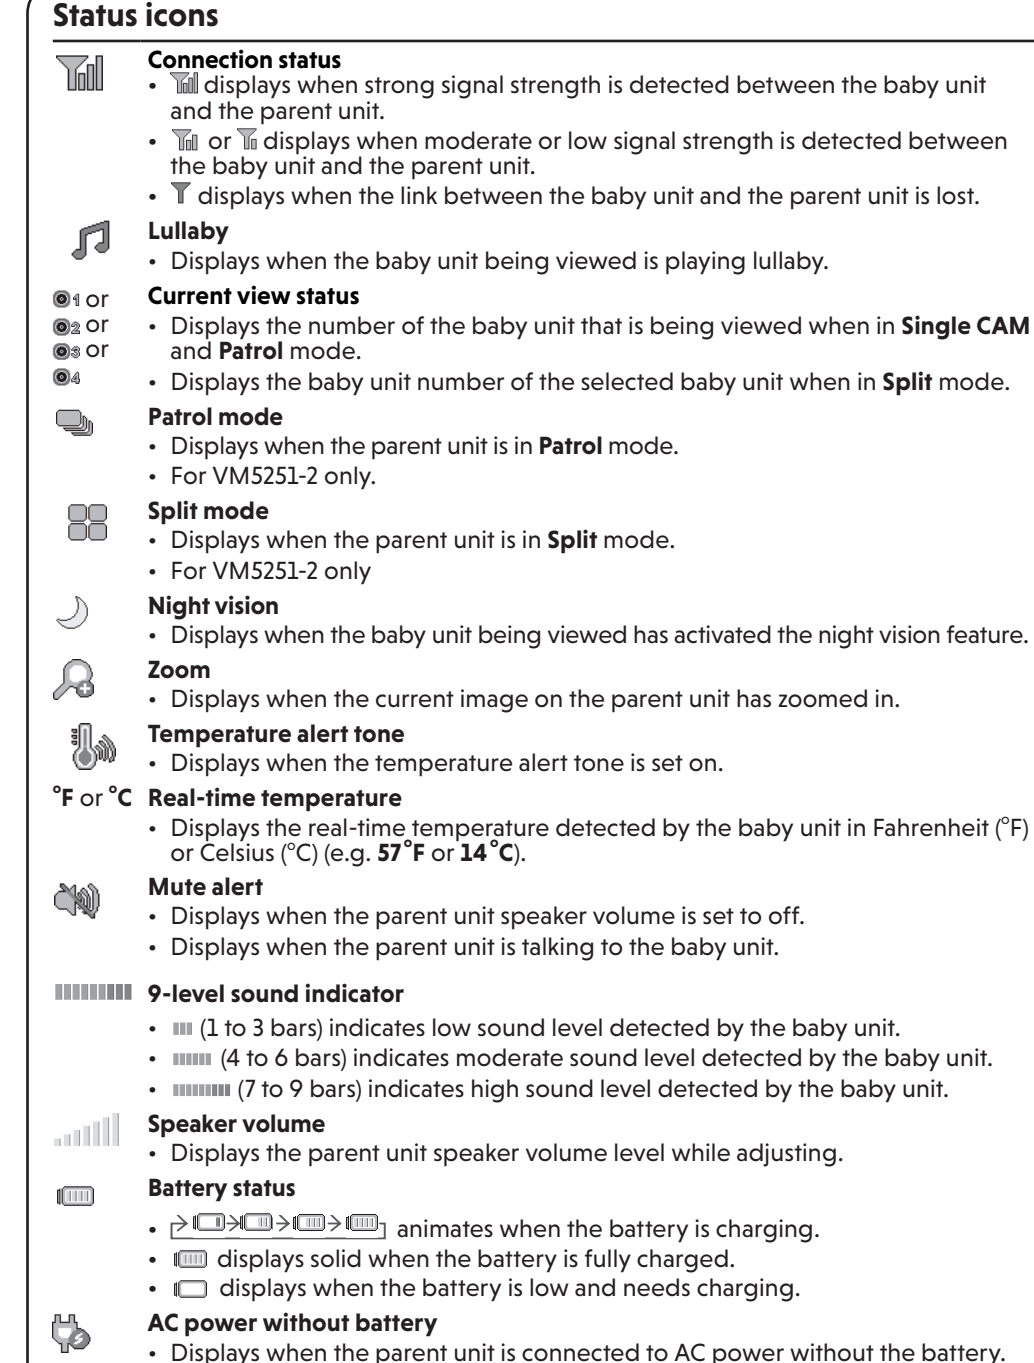 Status icons
Connection status
• displays when strong signal strength is detected between the baby unit
and the parent unit.
• or displays when moderate or low signal strength is detected between
the baby unit and the parent unit.
• displays when the link between the baby unit and the parent unit is lost.
Lullaby
• Displays when the baby unit being viewed is playing lullaby.
1 or
2 or
3 or
4
Current view status
• Displays the number of the baby unit that is being viewed when in Single CAM
and Patrol mode.
• Displays the baby unit number of the selected baby unit when in Split mode.
Patrol mode
• Displays when the parent unit is in Patrol mode.
• For VM5251-2 only.
Split mode
• Displays when the parent unit is in Split mode.
• For VM5251-2 only
Night vision
• Displays when the baby unit being viewed has activated the night vision feature.
Zoom
• Displays when the current image on the parent unit has zoomed in.
Temperature alert tone
• Displays when the temperature alert tone is set on.
°F or °C Real-time temperature
• Displays the real-time temperature detected by the baby unit in Fahrenheit (°F)
or Celsius (°C) (e.g. 57°F or 14°C).
Mute alert
• Displays when the parent unit speaker volume is set to off.
• Displays when the parent unit is talking to the baby unit.
9-level sound indicator
• (1 to 3 bars) indicates low sound level detected by the baby unit.
• (4 to 6 bars) indicates moderate sound level detected by the baby unit.
• (7 to 9 bars) indicates high sound level detected by the baby unit.
Speaker volume
• Displays the parent unit speaker volume level while adjusting.
Battery status
• animates when the battery is charging.
• displays solid when the battery is fully charged.
• displays when the battery is low and needs charging.
AC power without battery
• Displays when the parent unit is connected to AC power without the battery.